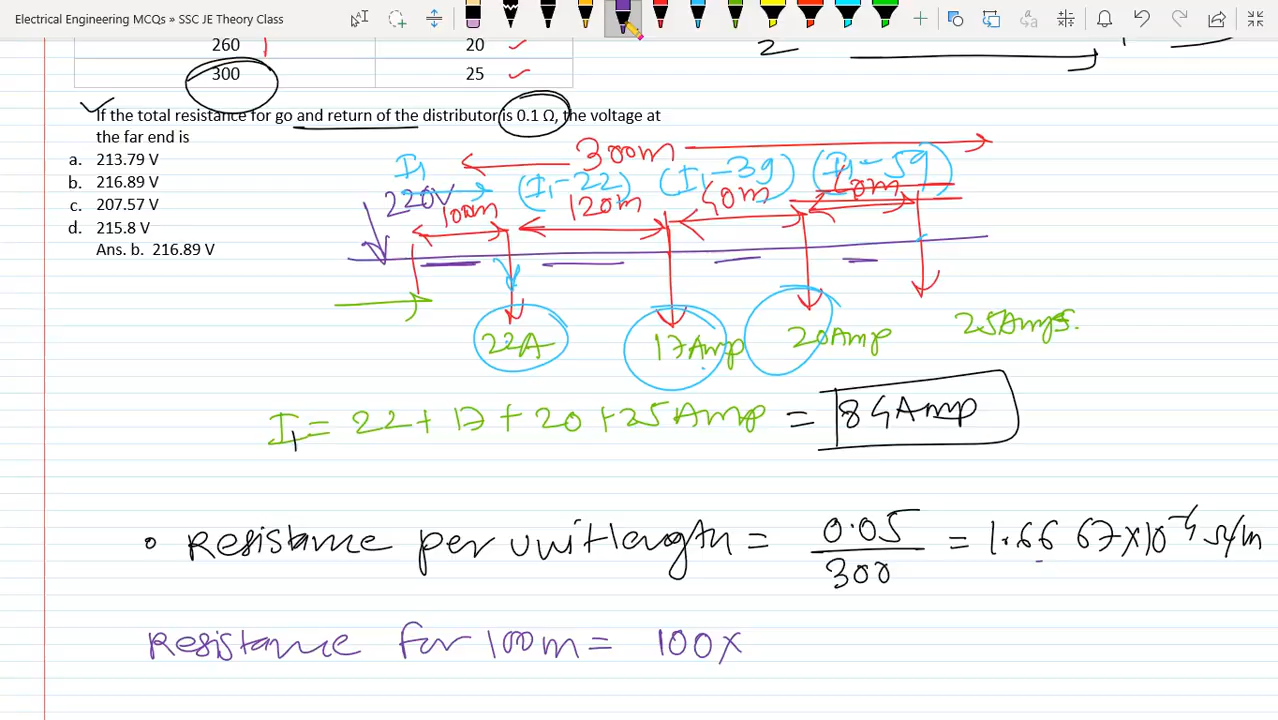 Electrical Engineering MCQs » SSC JE Theory Class
260 20
300 25
2
If the total resistance for go and return of the distributor is 0.1 Ω, the voltage at
the far end is
a. 213.79 V
b. 216.89 V
c. 207.57 V
d. 215.8 V
Ans. b. 216.89 V
300m
I1 (I1-22) (I1-39) (I1-59)
220V 100m 120m 40m 40m
22A 17Amp 20Amp 25Amps.
I1 = 22+17+20+25Amp = 84Amp
• Resistance per unit length = 0.05 / 300 = 1.6667×10^-4 Ω/m
Resistance for 100m = 100×